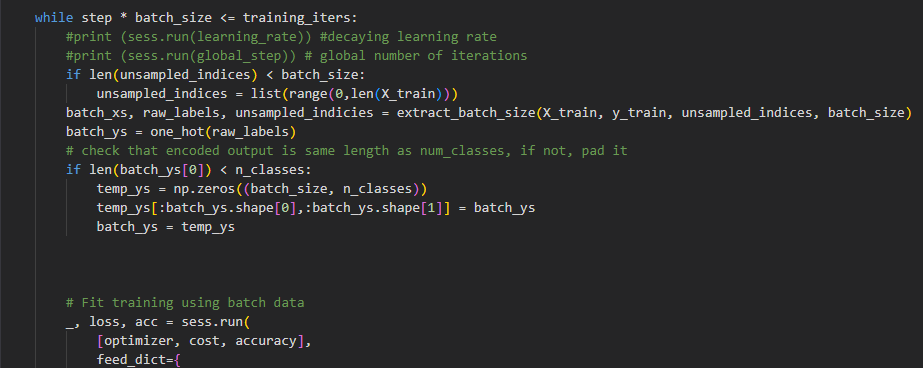 while step * batch_size <= training_iters:
#print (sess.run(learning_rate)) #decaying learning rate
#print (sess.run(global_step)) # global number of iterations
if len(unsampled_indices) < batch_size:
unsampled_indices = list(range(0,len(X_train)))
batch_xs, raw_labels, unsampled_indicies = extract_batch_size(X_train, y_train, unsampled_indices, batch_size)
batch_ys = one_hot(raw_labels)
# check that encoded output is same length as num_classes, if not, pad it
if len(batch_ys[0]) < n_classes:
temp_ys = np.zeros((batch_size, n_classes))
temp_ys[:batch_ys.shape[0],:batch_ys.shape[1]] = batch_ys
batch_ys = temp_ys
# Fit training using batch data
_, loss, acc = sess.run(
[optimizer, cost, accuracy],
feed_dict={